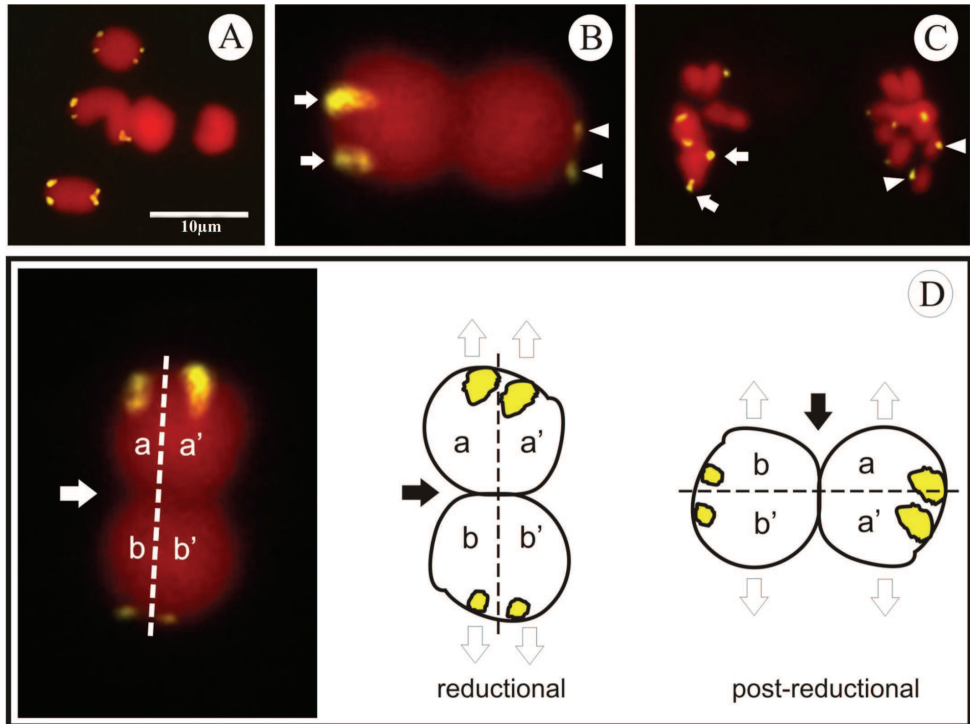 A
B
C
10µm
D
a a'
b b'
a a'
b b'
b a
b' a'
reductional
post-reductional